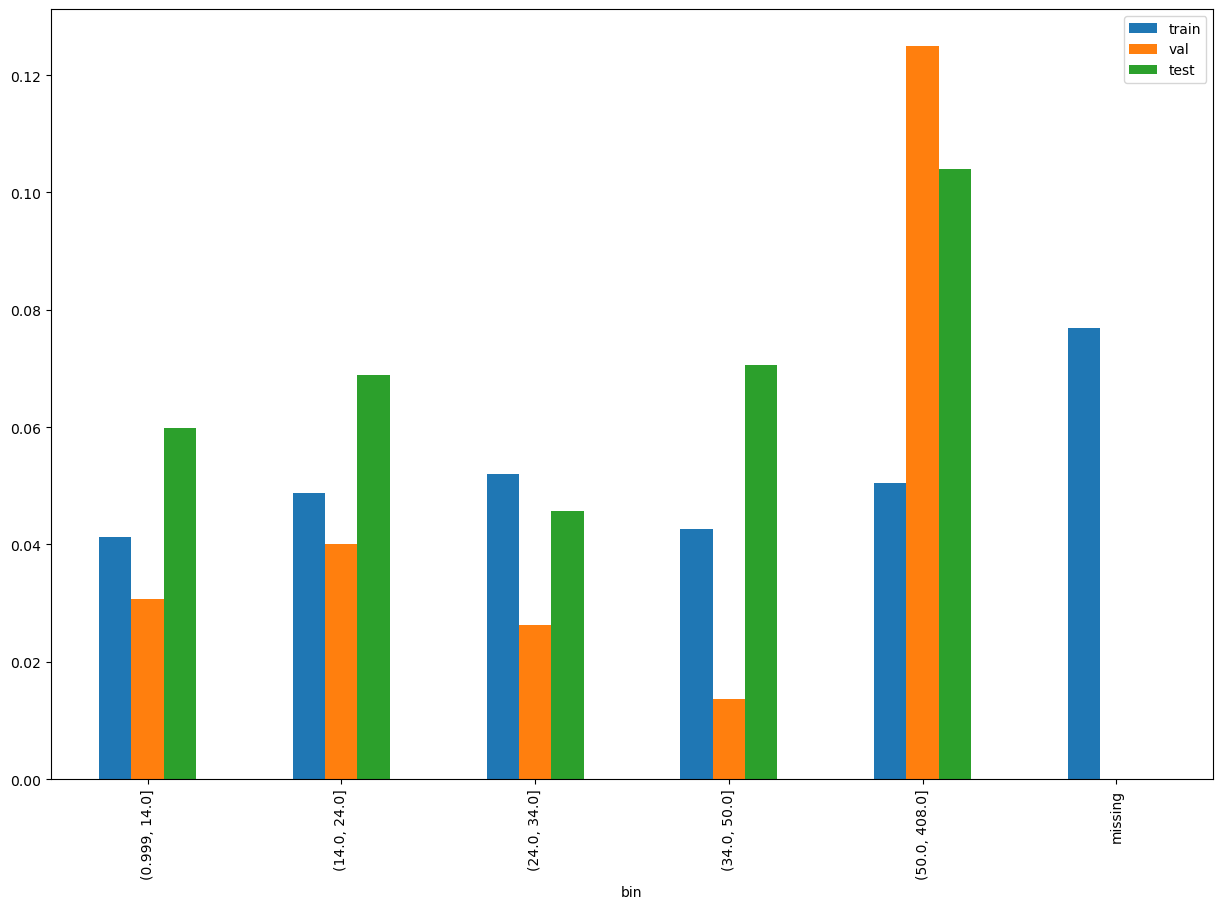 train
val
test
0.12
0.10
0.08
0.06
0.04
0.02
0.00
(0.999, 14.0]
(14.0, 24.0]
(24.0, 34.0]
(34.0, 50.0]
(50.0, 408.0]
missing
bin